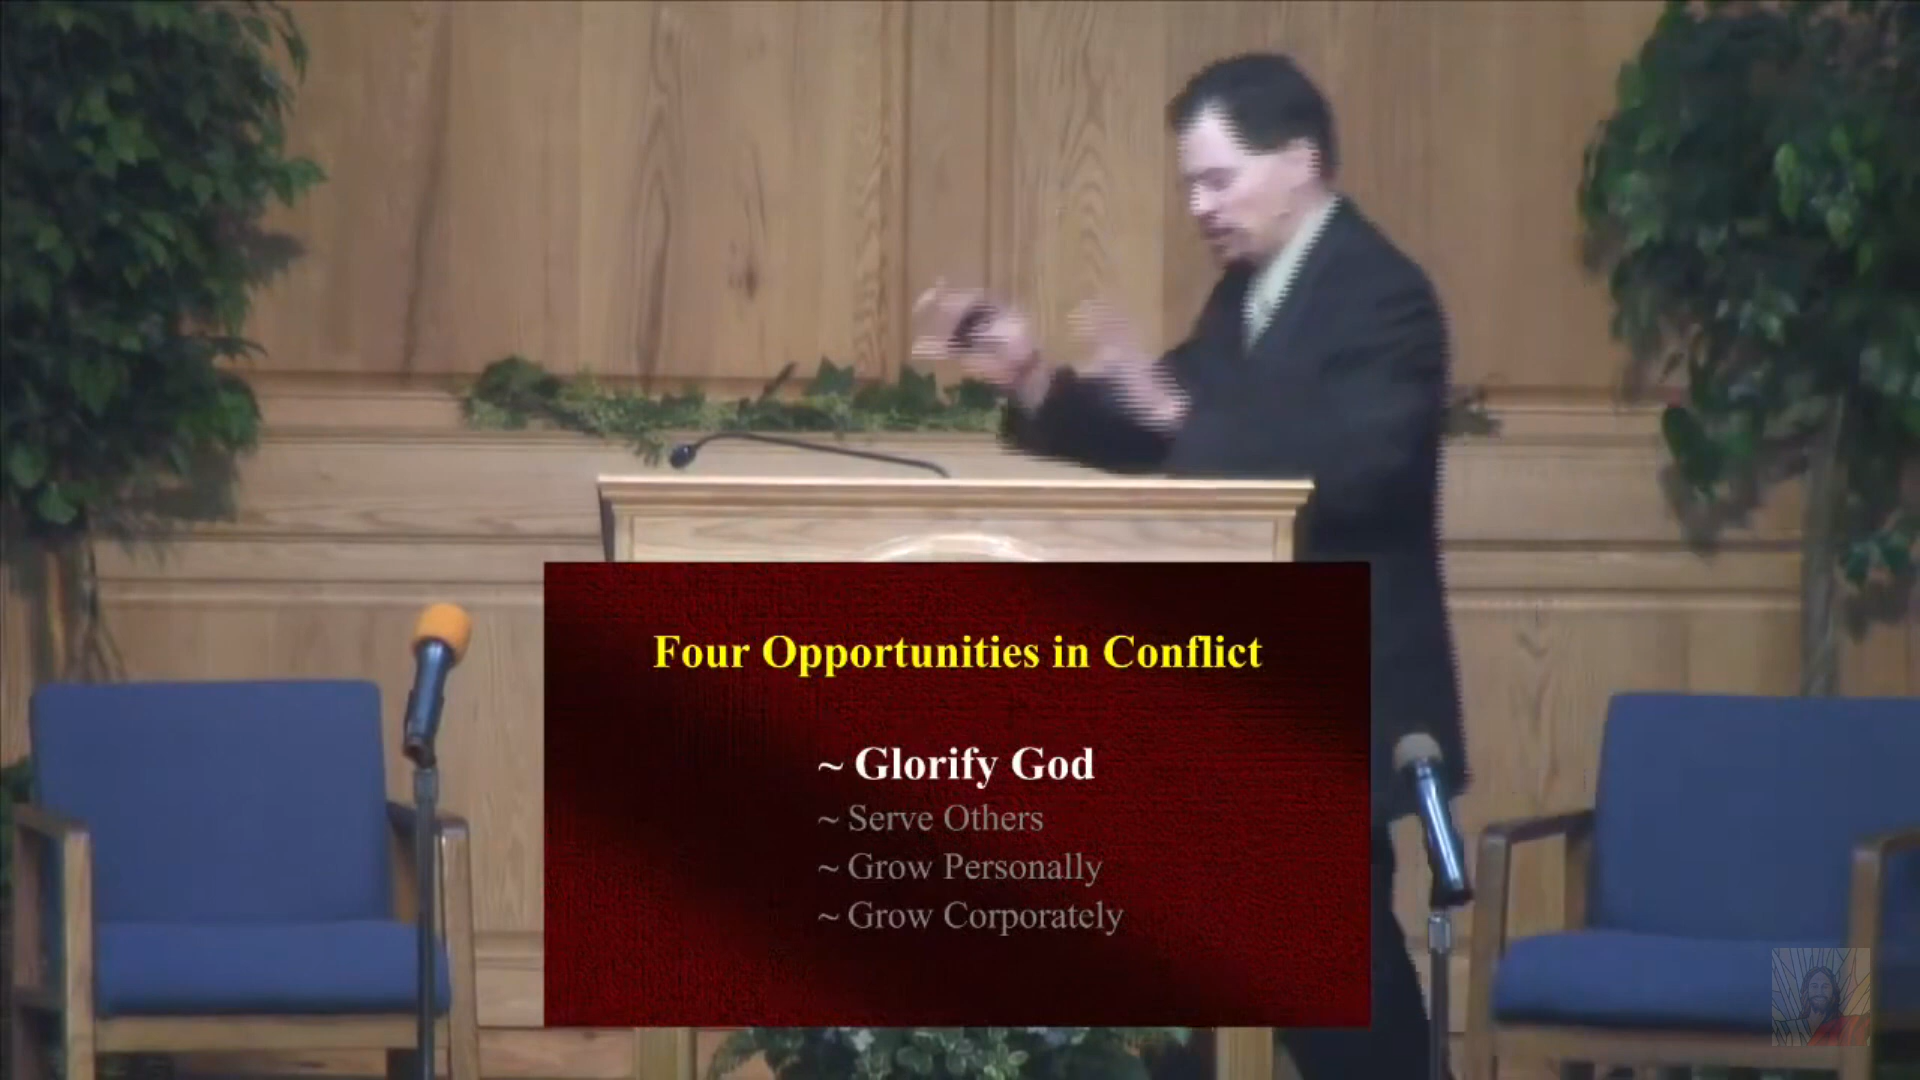 Four Opportunities in Conflict
~ Glorify God
~ Serve Others
~ Grow Personally
~ Grow Corporately